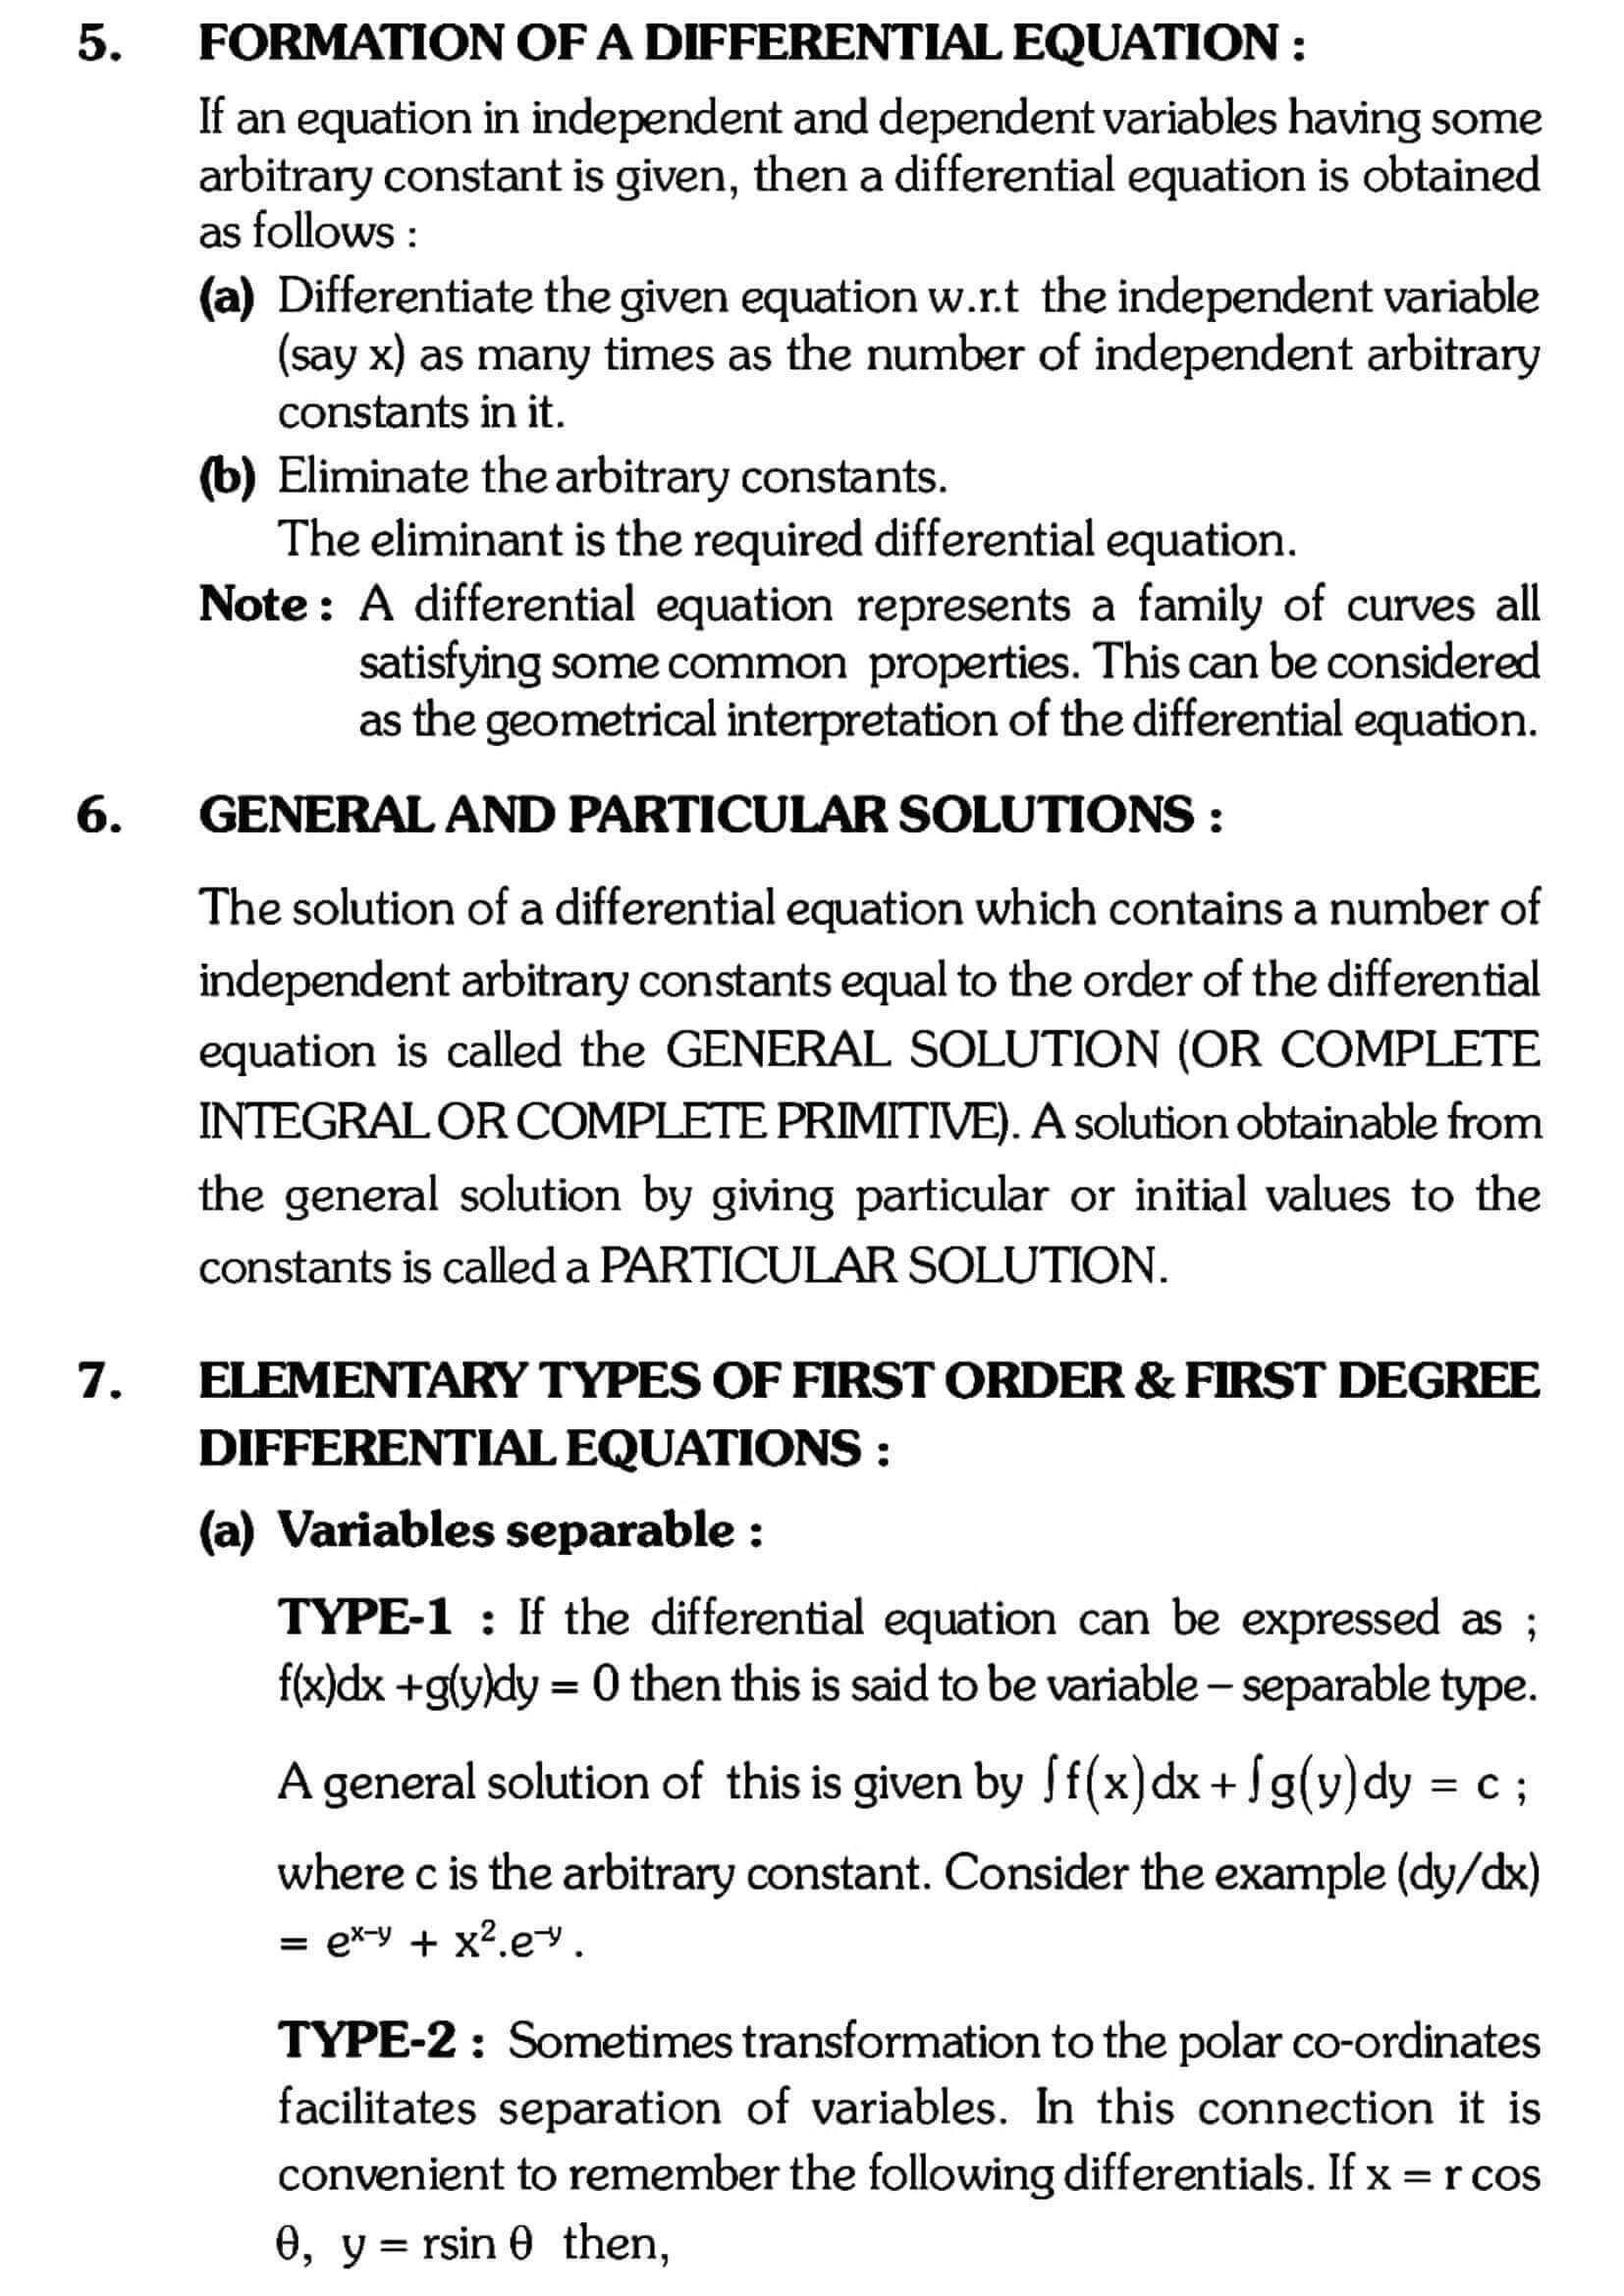 5. FORMATION OF A DIFFERENTIAL EQUATION :
If an equation in independent and dependent variables having some
arbitrary constant is given, then a differential equation is obtained
as follows :
(a) Differentiate the given equation w.r.t the independent variable
(say x) as many times as the number of independent arbitrary
constants in it.
(b) Eliminate the arbitrary constants.
The eliminant is the required differential equation.
Note : A differential equation represents a family of curves all
satisfying some common properties. This can be considered
as the geometrical interpretation of the differential equation.
6. GENERAL AND PARTICULAR SOLUTIONS :
The solution of a differential equation which contains a number of
independent arbitrary constants equal to the order of the differential
equation is called the GENERAL SOLUTION (OR COMPLETE
INTEGRAL OR COMPLETE PRIMITIVE). A solution obtainable from
the general solution by giving particular or initial values to the
constants is called a PARTICULAR SOLUTION.
7. ELEMENTARY TYPES OF FIRST ORDER & FIRST DEGREE
DIFFERENTIAL EQUATIONS :
(a) Variables separable :
TYPE-1 : If the differential equation can be expressed as ;
f(x)dx +g(y)dy = 0 then this is said to be variable – separable type.
A general solution of this is given by ∫f(x)dx + ∫g(y)dy = c ;
where c is the arbitrary constant. Consider the example (dy/dx)
= eˣ⁻ʸ + x².e⁻ʸ .
TYPE-2 : Sometimes transformation to the polar co-ordinates
facilitates separation of variables. In this connection it is
convenient to remember the following differentials. If x = r cos
θ, y = rsin θ then,